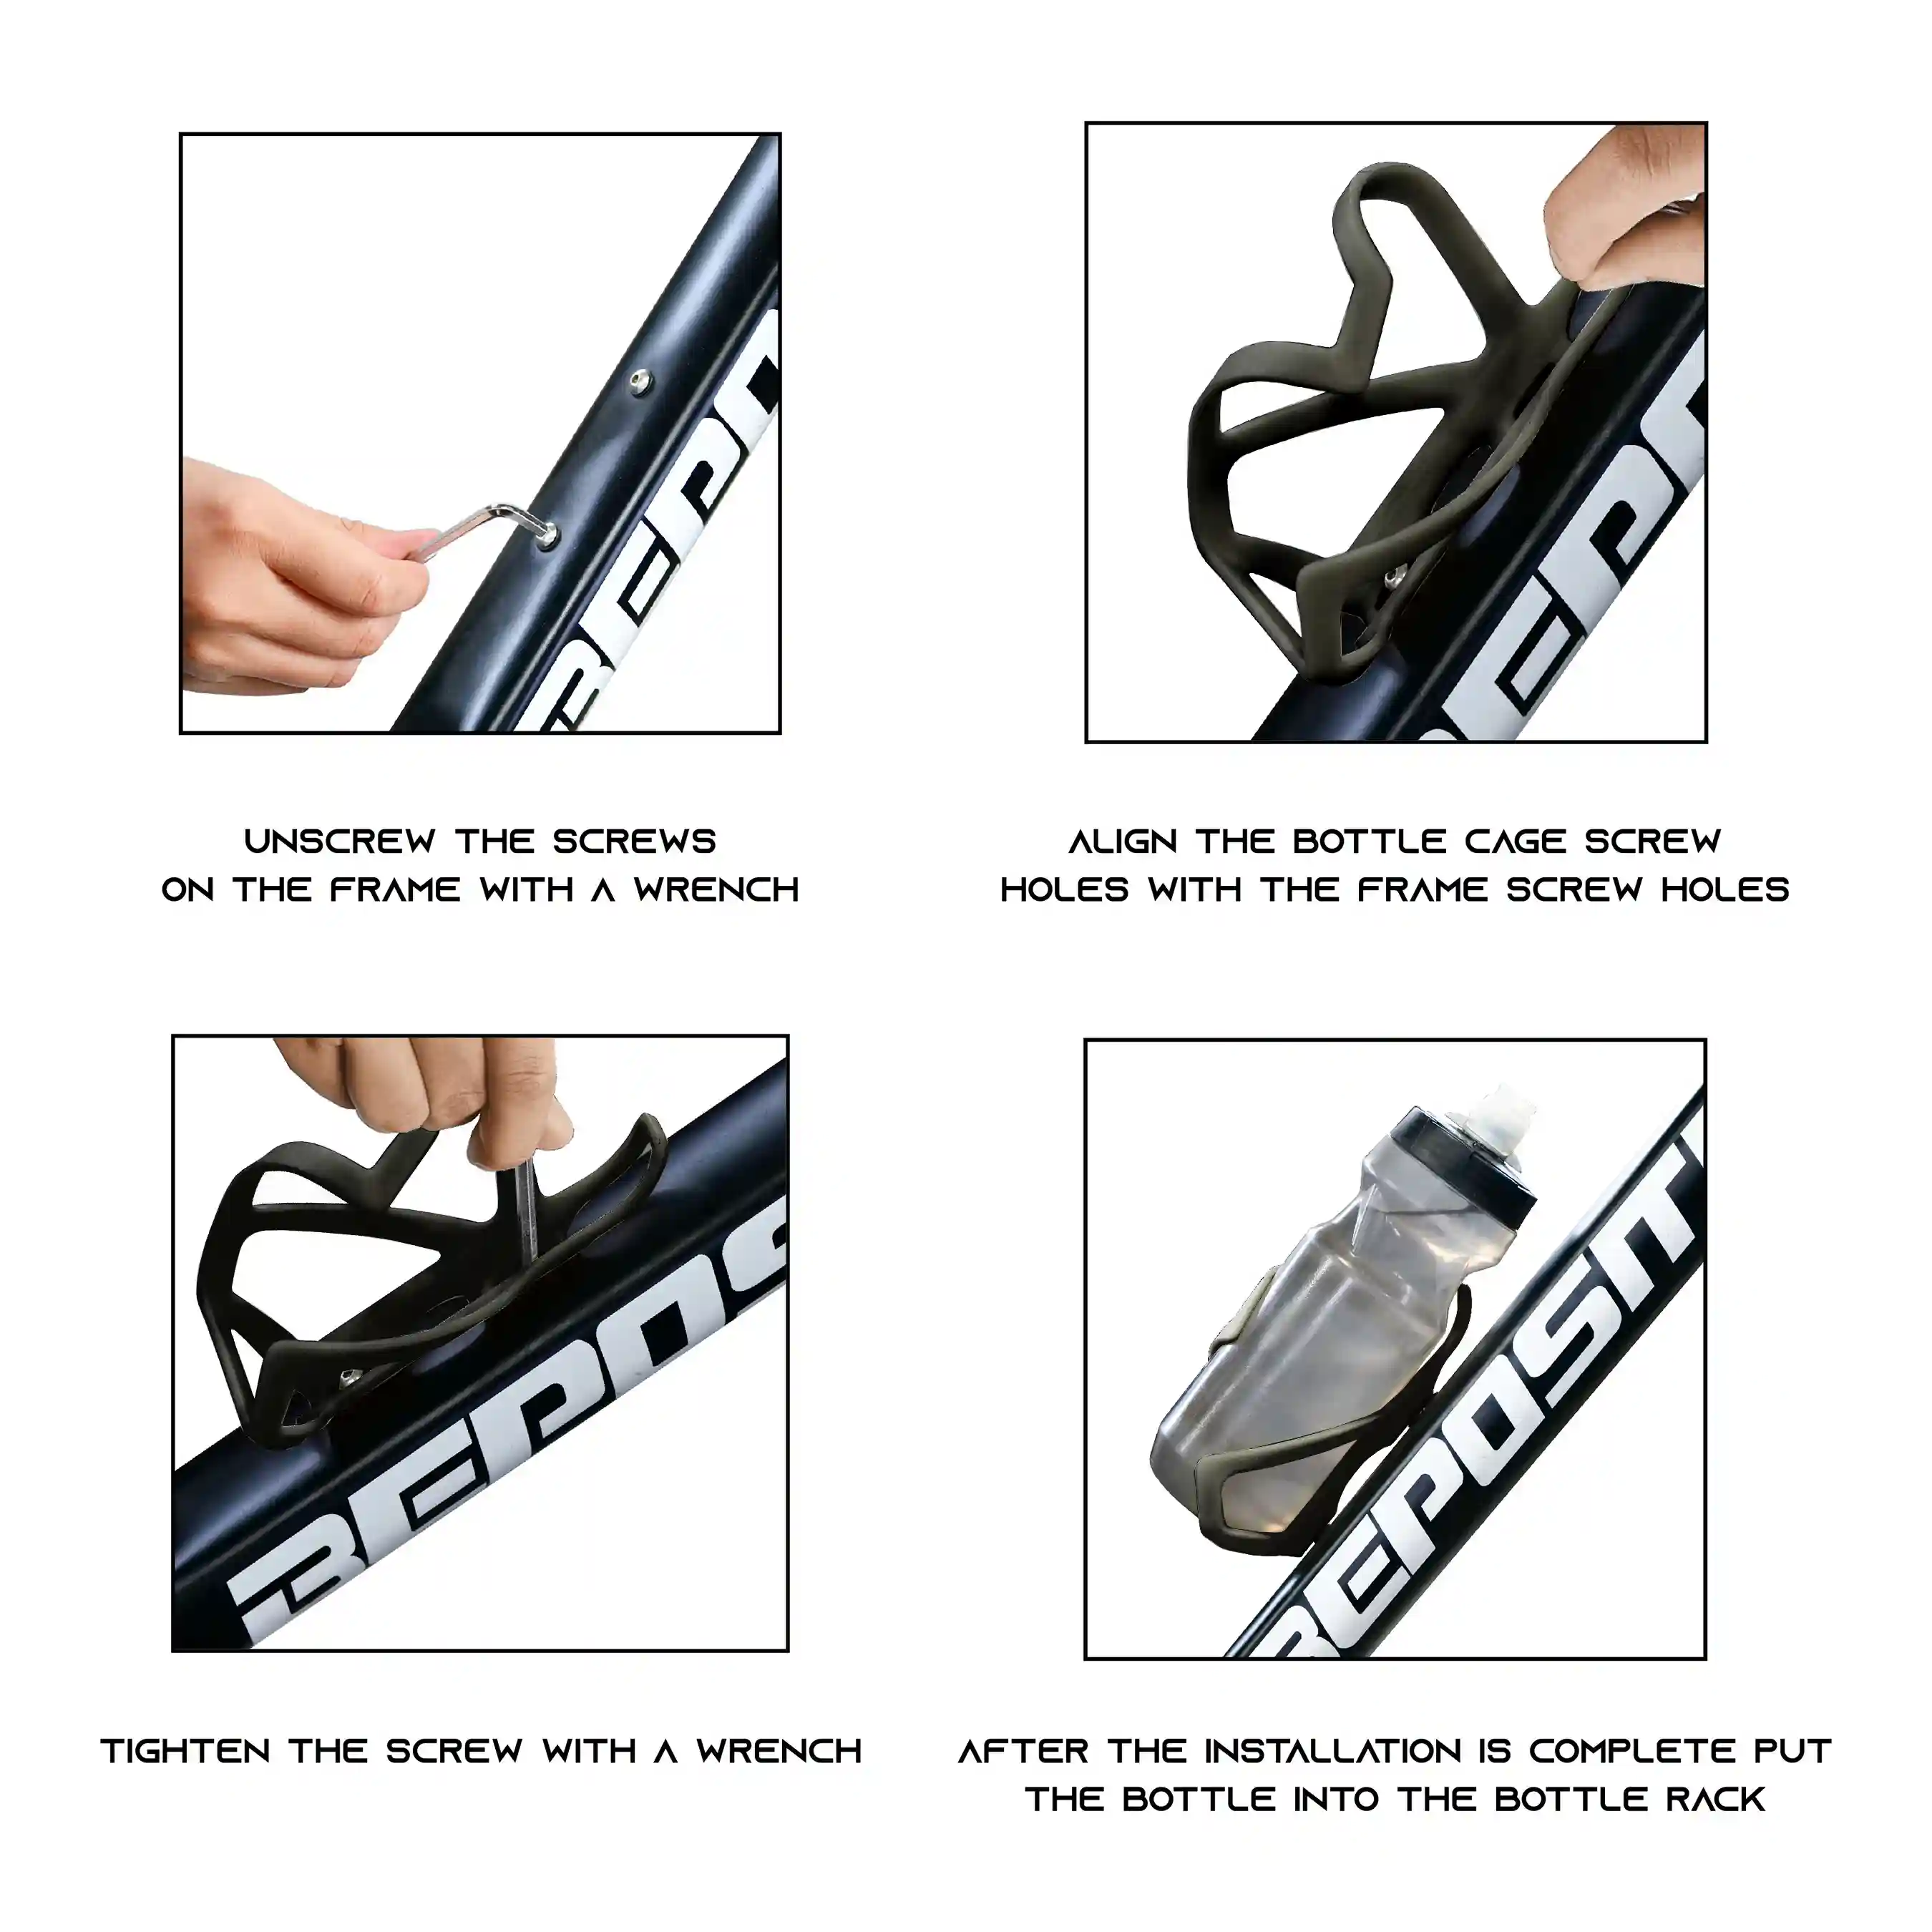 BEPO
UNSCREW THE SCREWS
ON THE FRAME WITH A WRENCH
EPO
ALIGN THE BOTTLE CAGE SCREW
HOLES WITH THE FRAME SCREW HOLES
BEPOS
TIGHTEN THE SCREW WITH A WRENCH
BEPOSIT
AFTER THE INSTALLATION IS COMPLETE PUT
THE BOTTLE INTO THE BOTTLE RACK